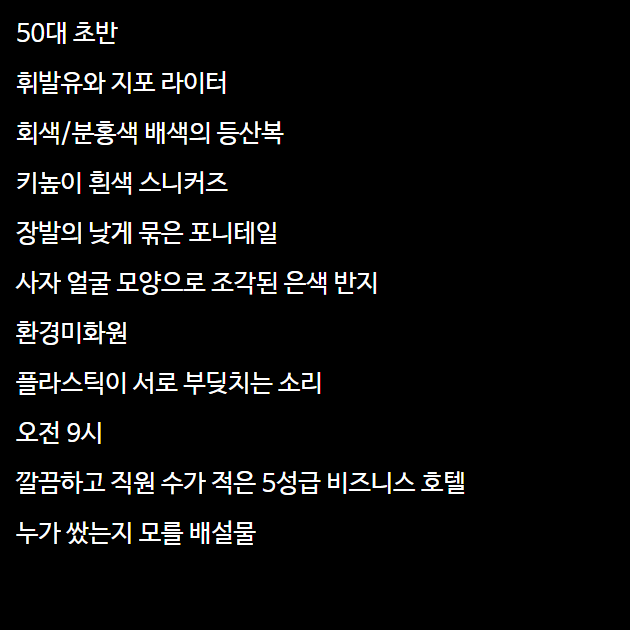 50대 초반
휘발유와 지포 라이터
회색/분홍색 배색의 등산복
키높이 흰색 스니커즈
장발의 낮게 묶은 포니테일
사자 얼굴 모양으로 조각된 은색 반지
환경미화원
플라스틱이 서로 부딪치는 소리
오전 9시
깔끔하고 직원 수가 적은 5성급 비즈니스 호텔
누가 쌌는지 모를 배설물